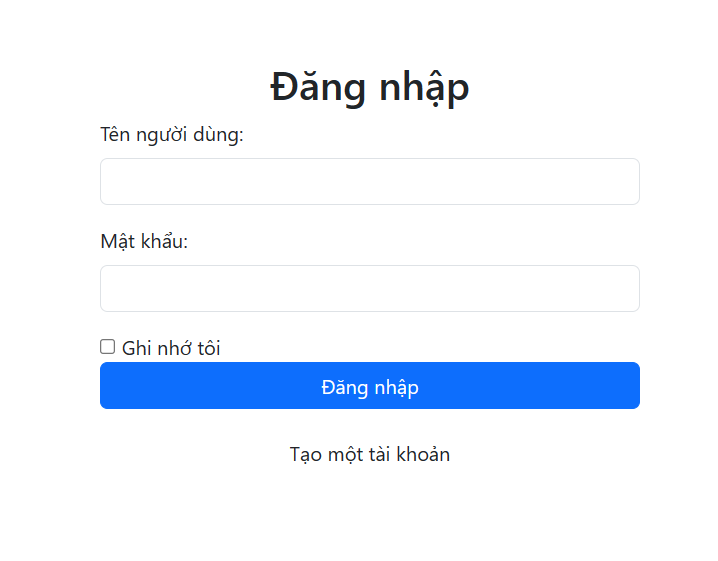 Đăng nhập
Tên người dùng:
Mật khẩu:
Ghi nhớ tôi
Đăng nhập
Tạo một tài khoản